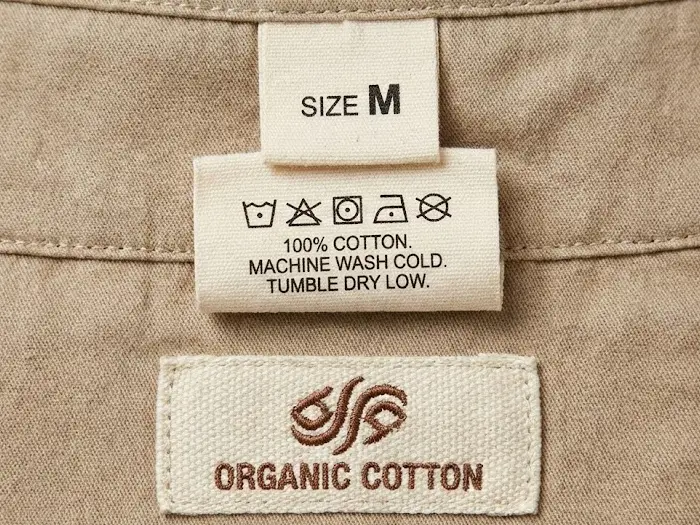 SIZE M
100% COTTON.
MACHINE WASH COLD.
TUMBLE DRY LOW.
ORGANIC COTTON